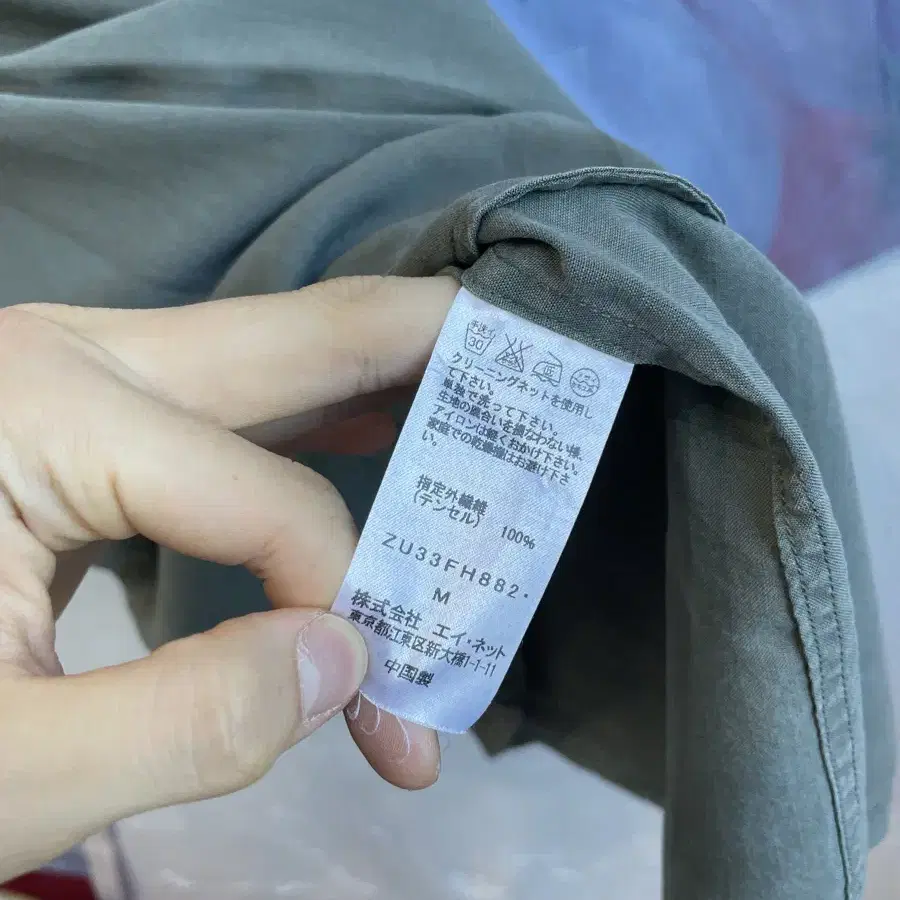 手洗イ
30
クリーニングネットを使用し
て下さい。
単独で洗って下さい。
生地の風合いを損なわない様、
アイロンは軽くおかけ下さい。
家庭での乾燥機はお避け下さ
い。
指定外繊維
(テンセル) 100%
ZU33FH882.
M
株式会社 エイ・ネット
東京都江東区新大橋1-1-11
中国製